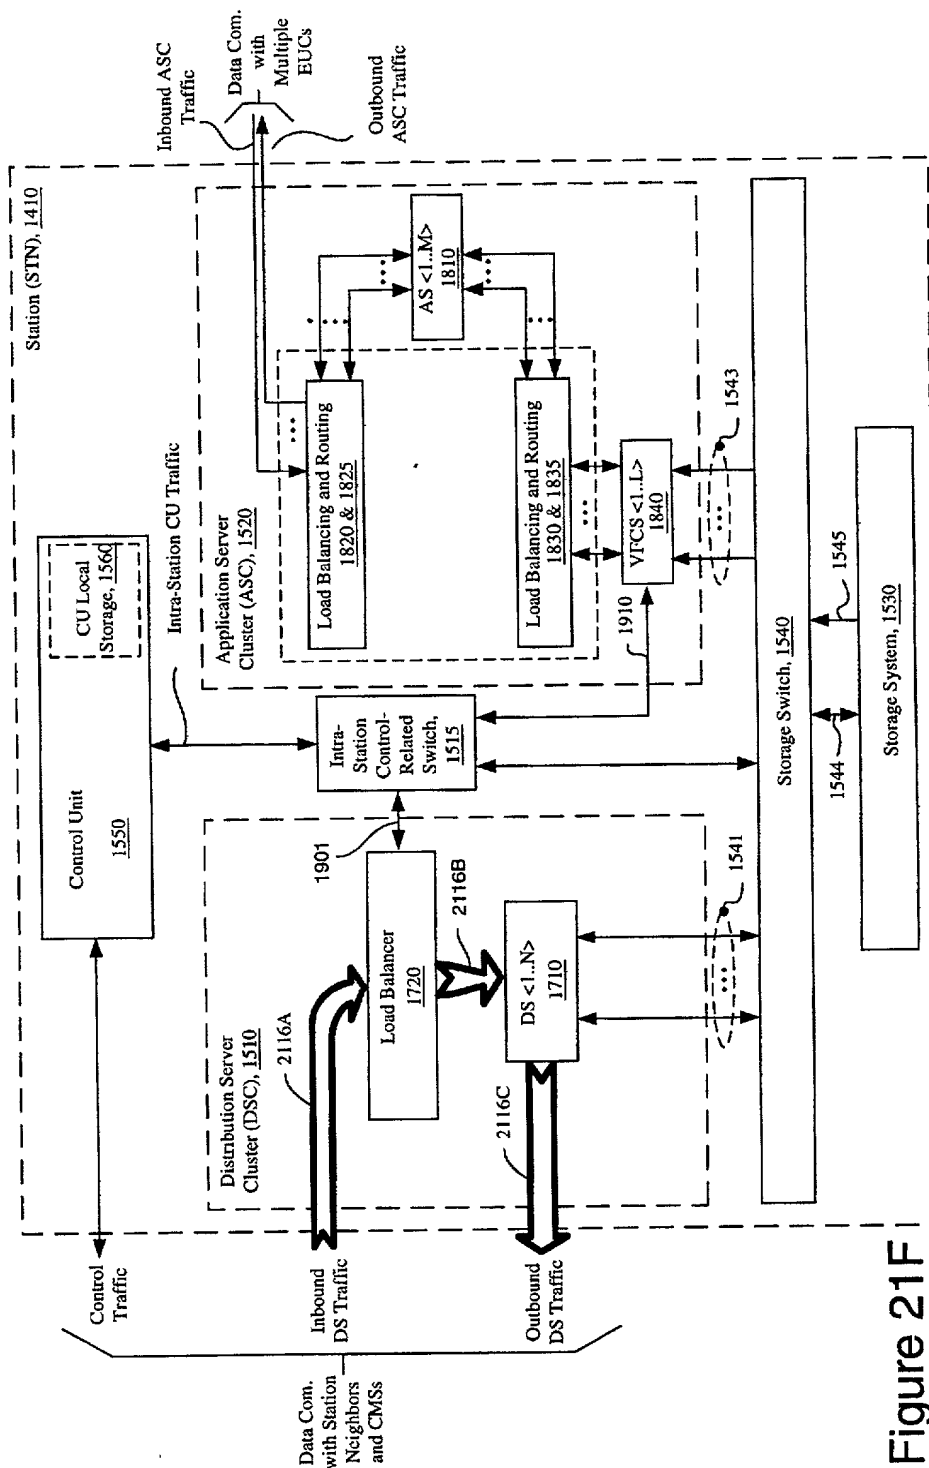 Station (STN), 1410
Control Unit
1550
CU Local
Storage, 1560
Control
Traffic
Intra-Station CU Traffic
Inbound ASC
Traffic
Data Com.
with
Multiple
EUCs
Outbound
ASC Traffic
Data Com.
with Station
Neighbors
and CMSs
Inbound
DS Traffic
Outbound
DS Traffic
Distribution Server
Cluster (DSC), 1510
2116A
Load Balancer
1720
2116B
DS <1..N>
1710
2116C
1901
Intra-
Station
Control-
Related
Switch,
1515
1910
Application Server
Cluster (ASC), 1520
Load Balancing and Routing
1820 & 1825
AS <1..M>
1810
Load Balancing and Routing
1830 & 1835
VFCS <1..L>
1840
1541
1543
Storage Switch, 1540
1544
1545
Storage System, 1530
Figure 21F